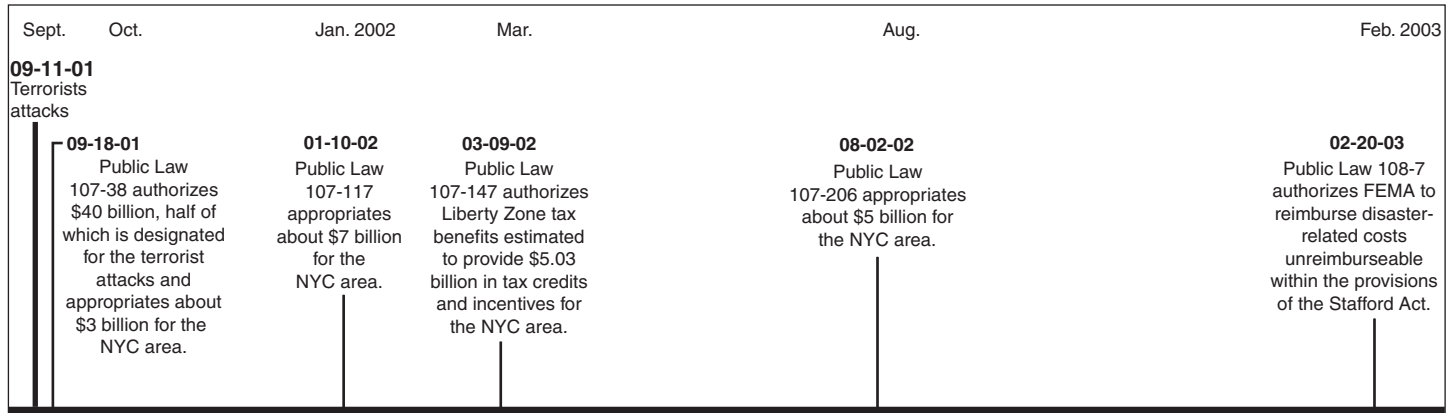 Sept. Oct. Jan. 2002 Mar. Aug. Feb. 2003
09-11-01
Terrorists
attacks
09-18-01
Public Law
107-38 authorizes
$40 billion, half of
which is designated
for the terrorist
attacks and
appropriates about
$3 billion for the
NYC area.
01-10-02
Public Law
107-117
appropriates
about $7 billion
for the
NYC area.
03-09-02
Public Law
107-147 authorizes
Liberty Zone tax
benefits estimated
to provide $5.03
billion in tax credits
and incentives for
the NYC area.
08-02-02
Public Law
107-206 appropriates
about $5 billion for
the NYC area.
02-20-03
Public Law 108-7
authorizes FEMA to
reimburse disaster-
related costs
unreimburseable
within the provisions
of the Stafford Act.